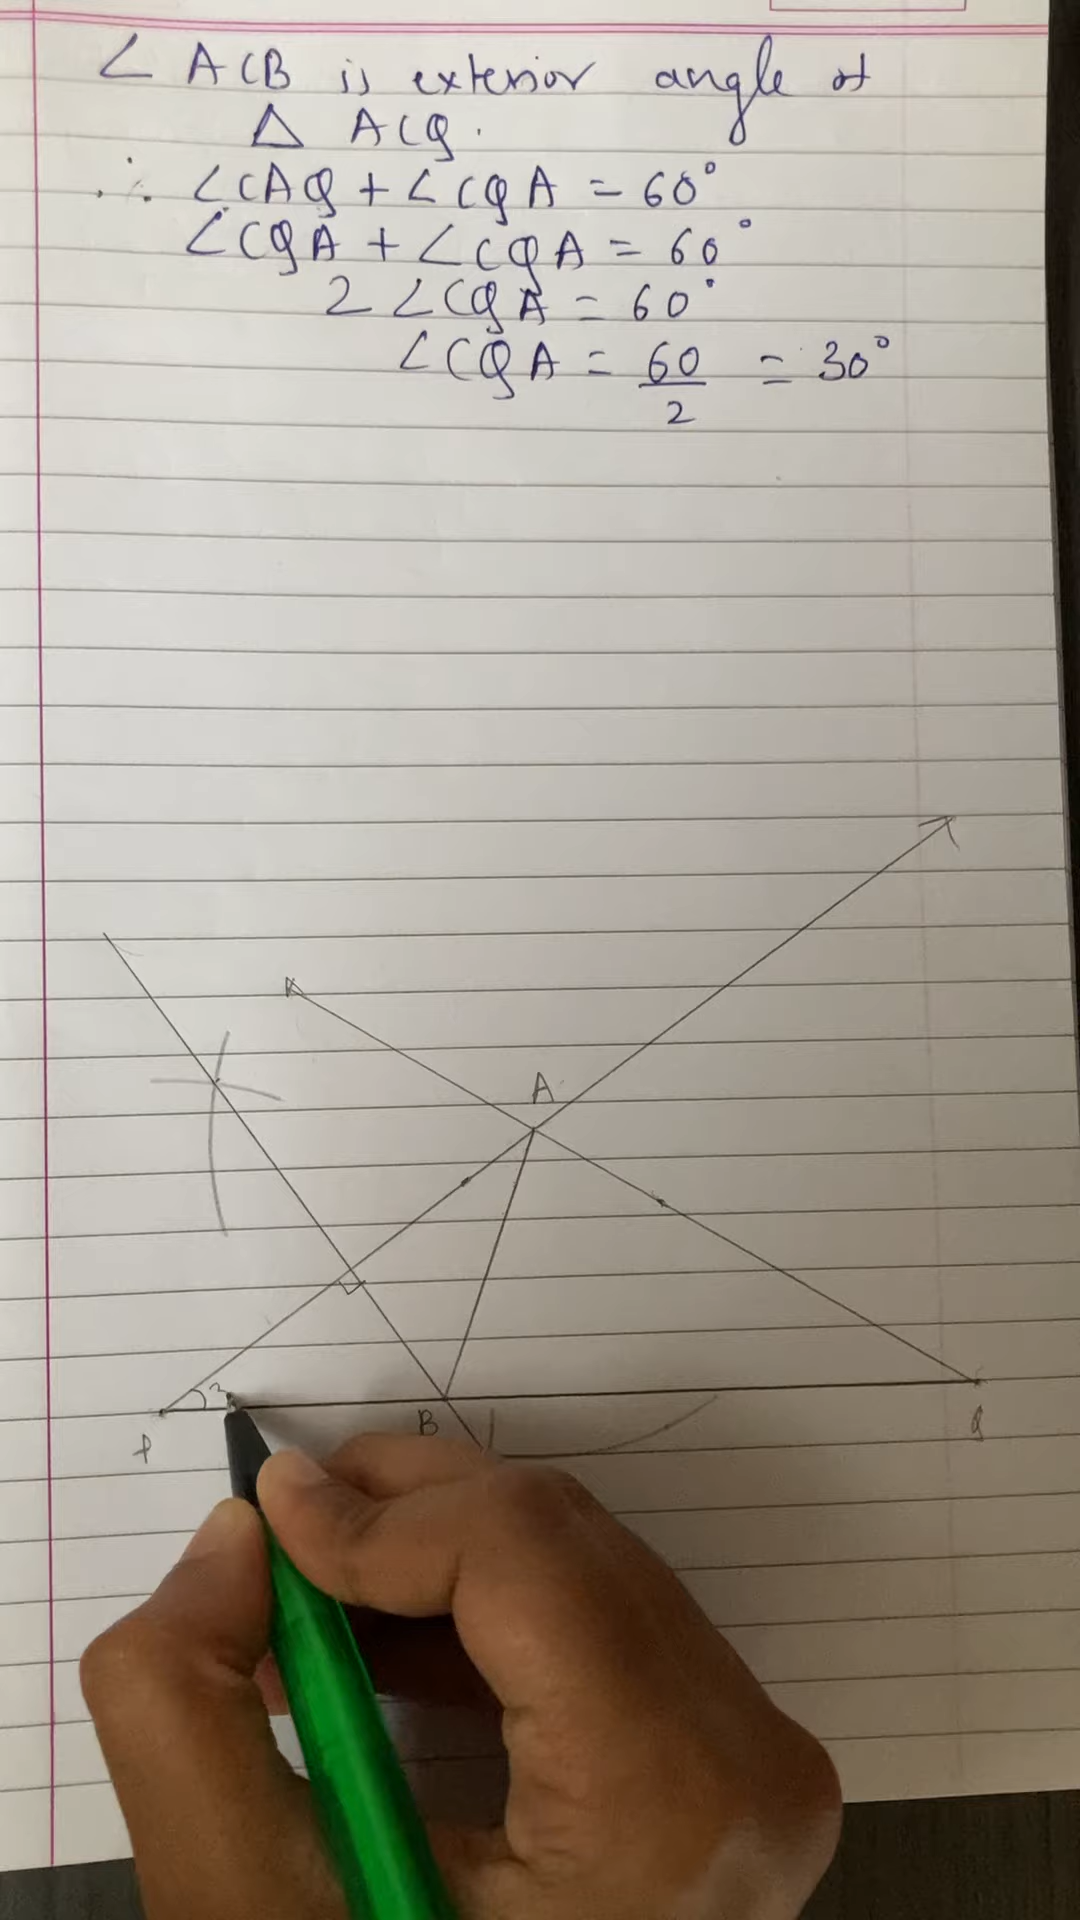 ∠ ACB is exterior angle of
△ ACQ.
∴ ∠CAQ + ∠CQA = 60°
∠CQA + ∠CQA = 60°
2 ∠CQA = 60°
∠CQA = 60/2 = 30°
A
B
P
Q